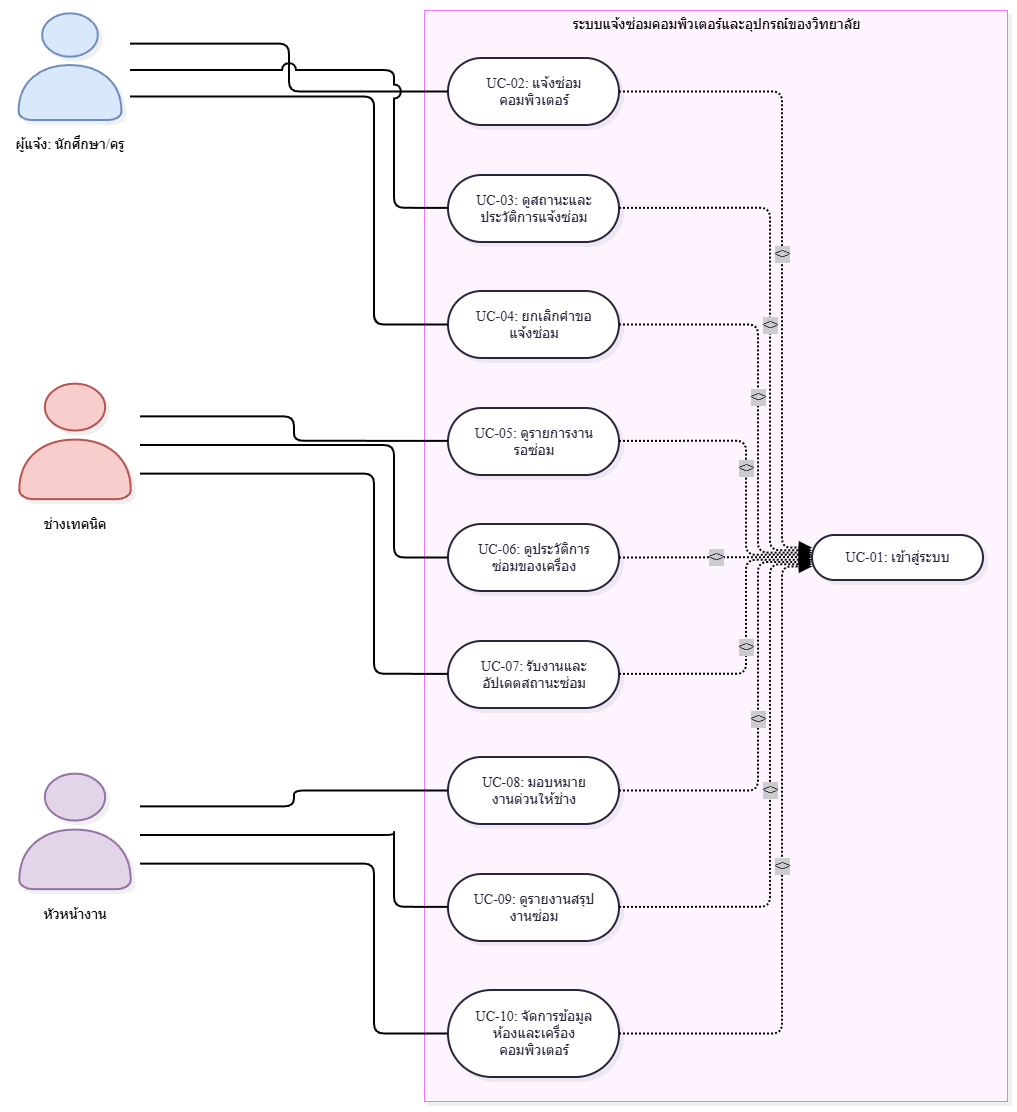 ระบบแจ้งซ่อมคอมพิวเตอร์และอุปกรณ์ของวิทยาลัย
ผู้แจ้ง: นักศึกษา/ครู
UC-02: แจ้งซ่อม
คอมพิวเตอร์
UC-03: ดูสถานะและ
ประวัติการแจ้งซ่อม
<>
UC-04: ยกเลิกคำขอ
แจ้งซ่อม
<>
<>
ช่างเทคนิค
UC-05: ดูรายการงาน
รอซ่อม
<>
UC-06: ดูประวัติการ
ซ่อมของเครื่อง
<>
UC-01: เข้าสู่ระบบ
UC-07: รับงานและ
อัปเดตสถานะซ่อม
<>
<>
หัวหน้างาน
UC-08: มอบหมาย
งานด่วนให้ช่าง
<>
<>
UC-09: ดูรายงานสรุป
งานซ่อม
UC-10: จัดการข้อมูล
ห้องและเครื่อง
คอมพิวเตอร์